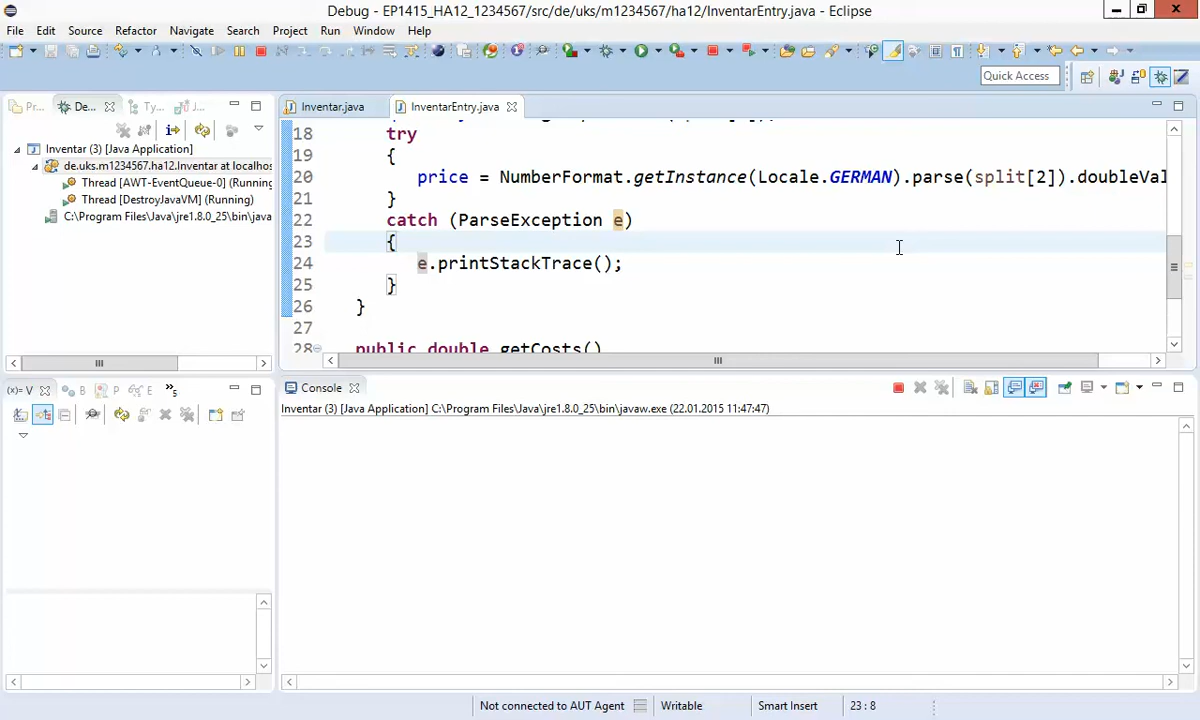 Debug - EP1415_HA12_1234567/src/de/uks/m1234567/ha12/InventarEntry.java - Eclipse
File Edit Source Refactor Navigate Search Project Run Window Help
Quick Access
Pr... De... Ty... J...
Inventar.java InventarEntry.java
Inventar (3) [Java Application]
de.uks.m1234567.ha12.Inventar at localhos
Thread [AWT-EventQueue-0] (Running
Thread [DestroyJavaVM] (Running)
C:\Program Files\Java\jre1.8.0_25\bin\java
18 try
19 {
20 price = NumberFormat.getInstance(Locale.GERMAN).parse(split[2]).doubleVal
21 }
22 catch (ParseException e)
23 {
24 e.printStackTrace();
25 }
26 }
27
28 public double getCosts()
(x)= V B P E »5
Console
Inventar (3) [Java Application] C:\Program Files\Java\jre1.8.0_25\bin\javaw.exe (22.01.2015 11:47:47)
Not connected to AUT Agent Writable Smart Insert 23 : 8